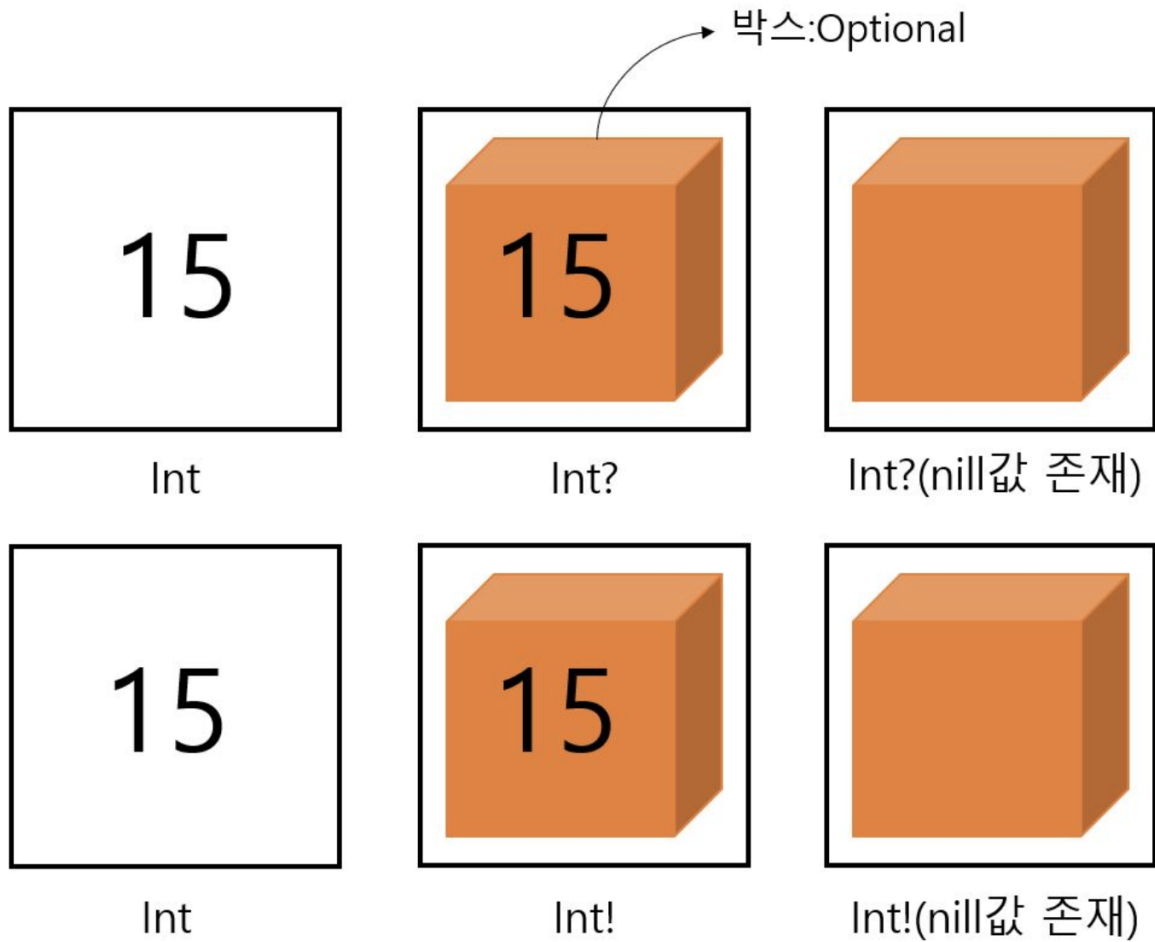 박스:Optional
15
15
Int
Int?
Int?(nill값 존재)
15
15
Int
Int!
Int!(nill값 존재)